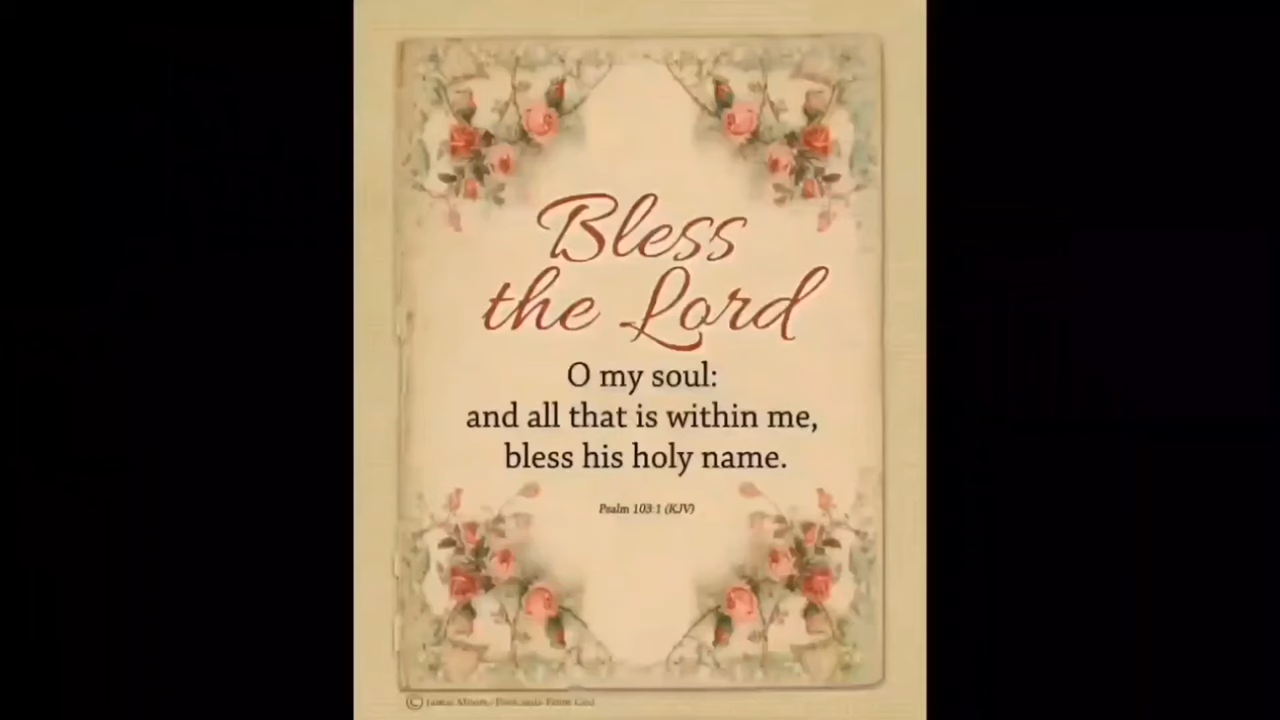 Bless
the Lord
O my soul:
and all that is within me,
bless his holy name.
Psalm 103:1 (KJV)
©